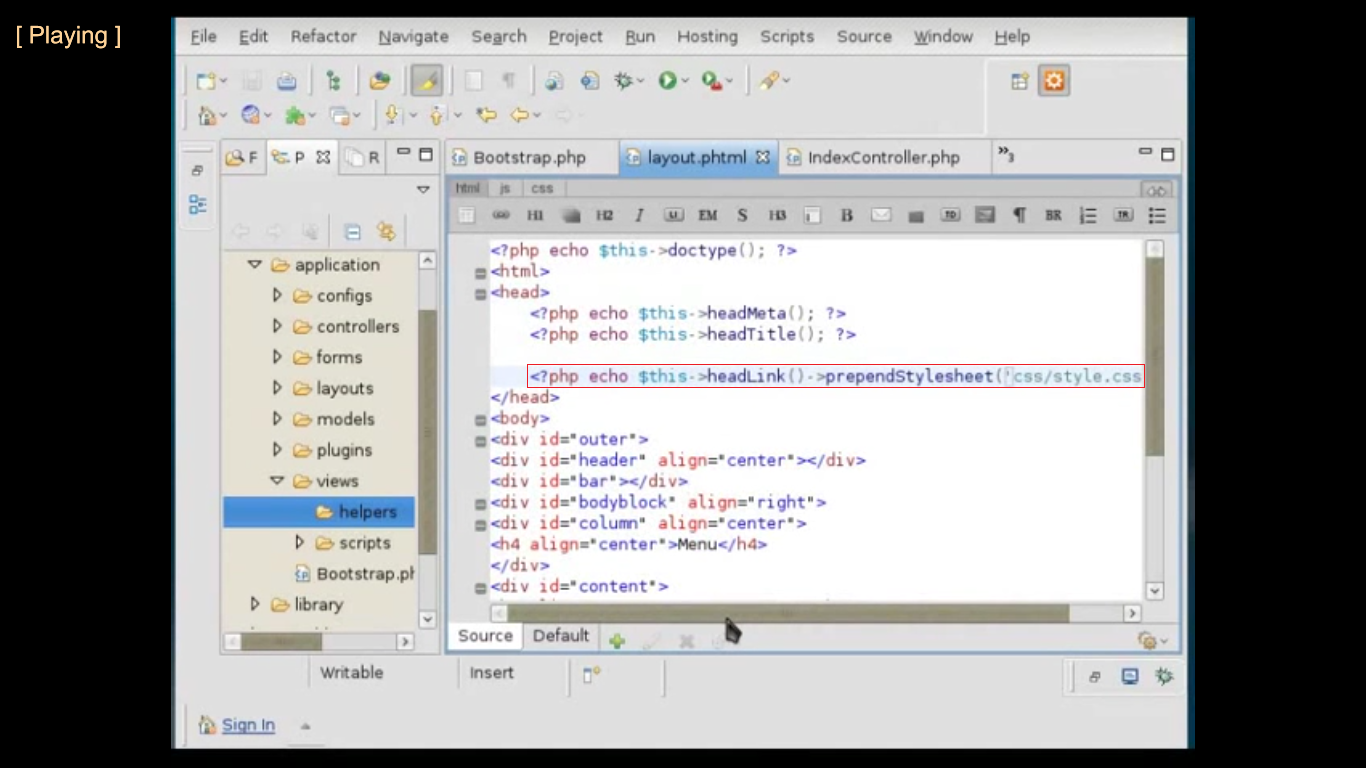 [ Playing ]
File Edit Refactor Navigate Search Project Run Hosting Scripts Source Window Help
F P R
Bootstrap.php layout.phtml IndexController.php »3
html js css
H1 H2 I LI EM S H3 B TD ¶ BR TR
<?php echo $this->doctype(); ?>
<html>
<head>
<?php echo $this->headMeta(); ?>
<?php echo $this->headTitle(); ?>
<?php echo $this->headLink()->prependStylesheet('css/style.css
</head>
<body>
<div id="outer">
<div id="header" align="center"></div>
<div id="bar"></div>
<div id="bodyblock" align="right">
<div id="column" align="center">
<h4 align="center">Menu</h4>
</div>
<div id="content">
application
configs
controllers
forms
layouts
models
plugins
views
helpers
scripts
Bootstrap.ph
library
Source Default
Writable Insert
Sign In